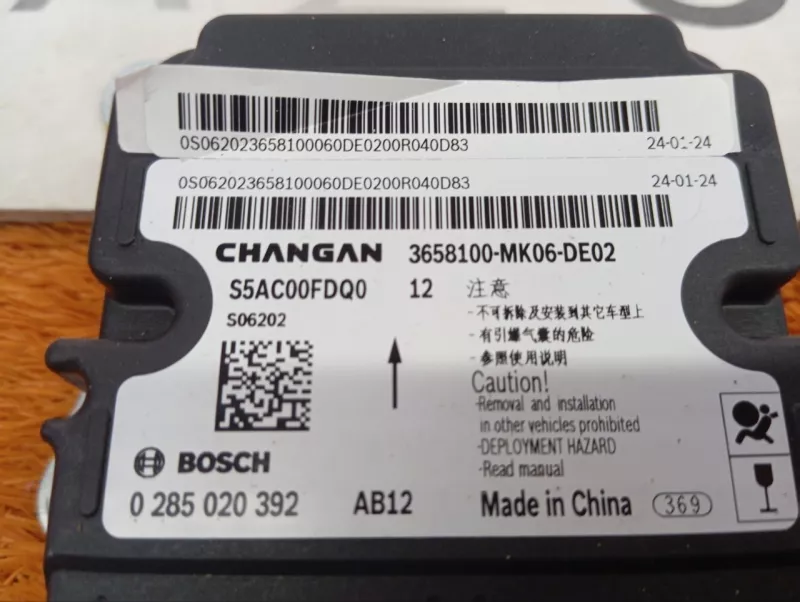 0S062023658100060DE0200R040D83 24-01-24
0S062023658100060DE0200R040D83 24-01-24
CHANGAN 3658100-MK06-DE02
S5AC00FDQ0 12 注意
S06202
-不可拆除及安装到其它车型上
-有引爆气囊的危险
-参照使用说明
Caution!
-Removal and installation
in other vehicles prohibited
-DEPLOYMENT HAZARD
-Read manual
BOSCH
0 285 020 392 AB12 Made in China 369